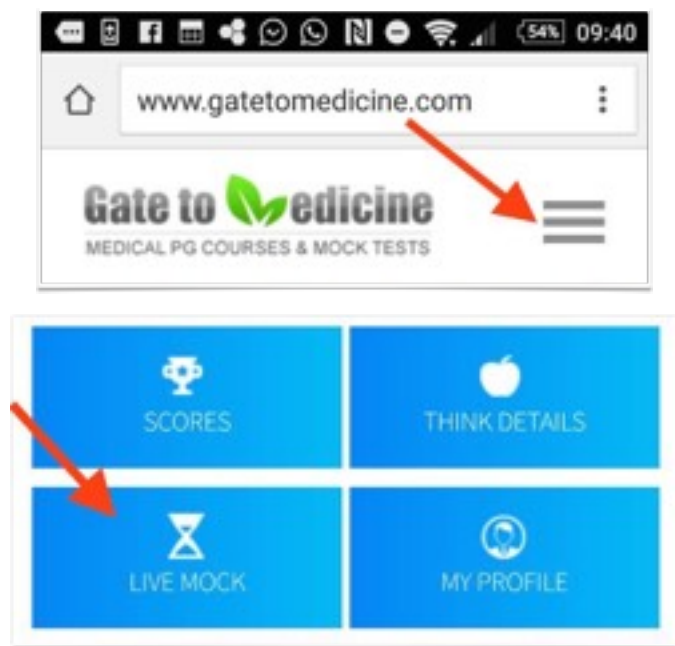 54% 09:40
www.gatetomedicine.com
Gate to Medicine
MEDICAL PG COURSES & MOCK TESTS
SCORES THINK DETAILS
LIVE MOCK MY PROFILE